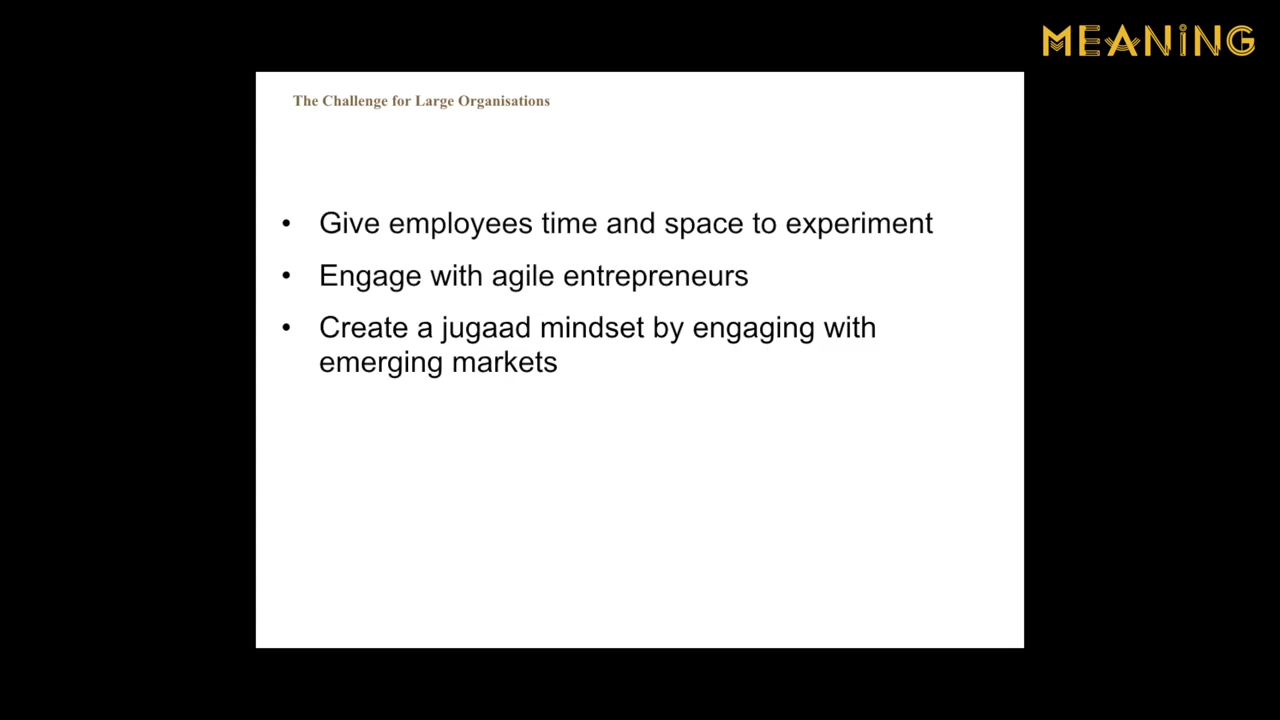 MEANING
The Challenge for Large Organisations
• Give employees time and space to experiment
• Engage with agile entrepreneurs
• Create a jugaad mindset by engaging with
emerging markets